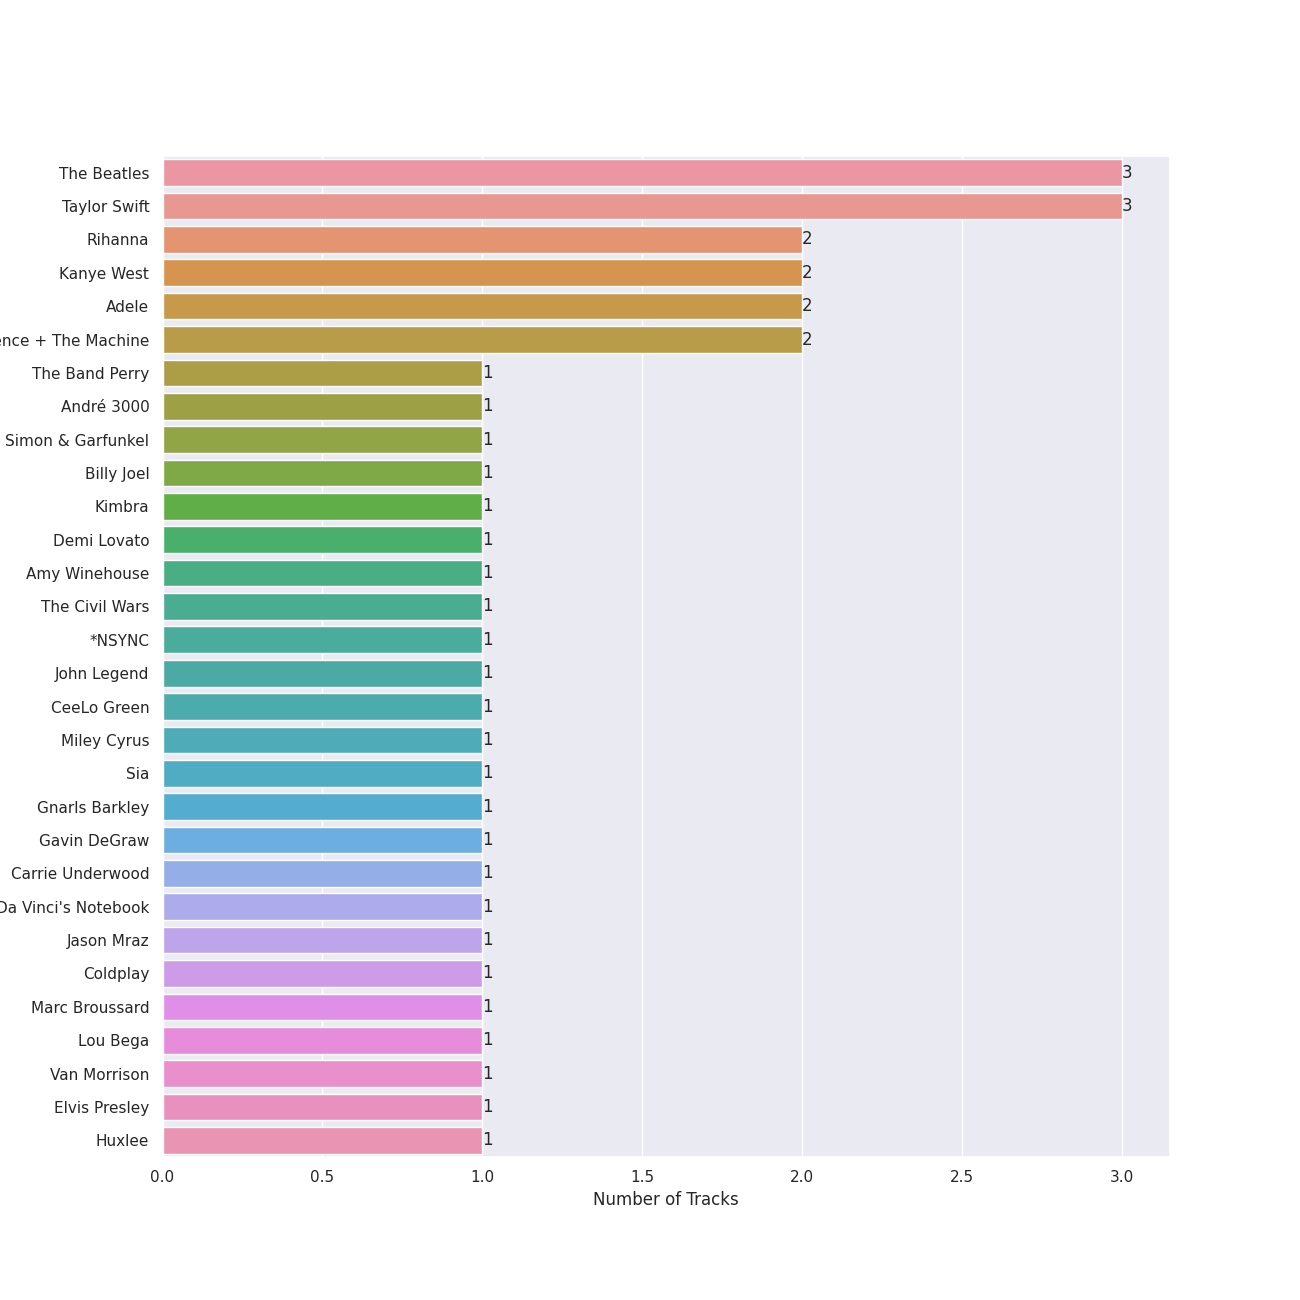 The Beatles 3
Taylor Swift 3
Rihanna 2
Kanye West 2
Adele 2
ence + The Machine 2
The Band Perry 1
André 3000 1
Simon & Garfunkel 1
Billy Joel 1
Kimbra 1
Demi Lovato 1
Amy Winehouse 1
The Civil Wars 1
*NSYNC 1
John Legend 1
CeeLo Green 1
Miley Cyrus 1
Sia 1
Gnarls Barkley 1
Gavin DeGraw 1
Carrie Underwood 1
Da Vinci's Notebook 1
Jason Mraz 1
Coldplay 1
Marc Broussard 1
Lou Bega 1
Van Morrison 1
Elvis Presley 1
Huxlee 1
0.0 0.5 1.0 1.5 2.0 2.5 3.0
Number of Tracks